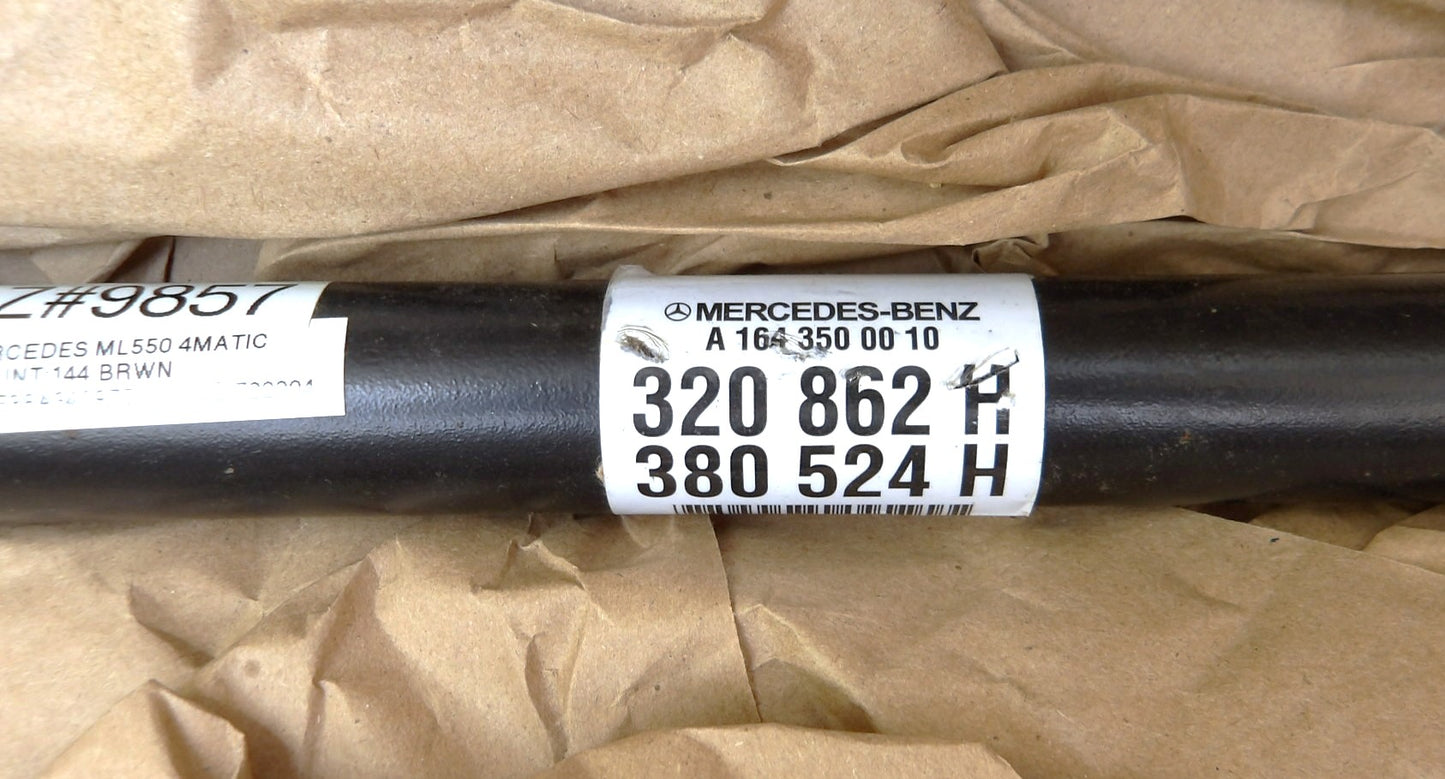 Z#9857
RCEDES ML550 4MATIC
INT:144 BRWN
MERCEDES-BENZ
A 164 350 00 10
320 862 H
380 524 H